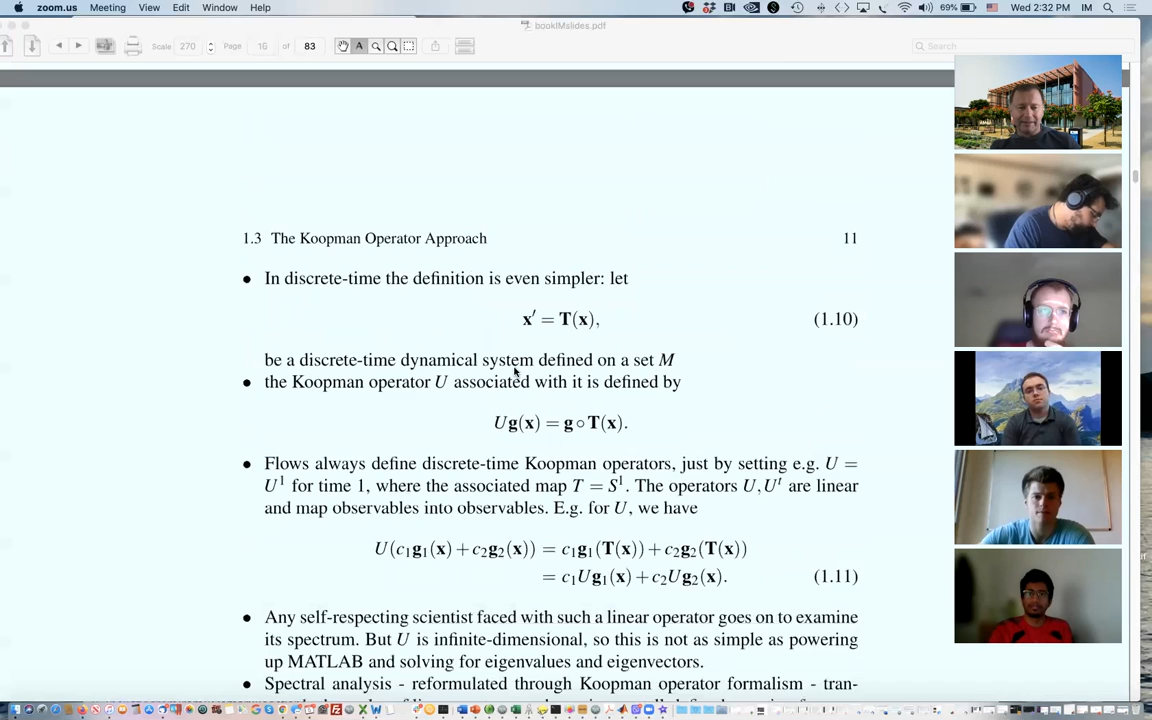 zoom.us Meeting View Edit Window Help 69% Wed 2:32 PM IM
bookIMslides.pdf
Scale 270 Page 16 of 83 A Search
1.3 The Koopman Operator Approach 11
• In discrete-time the definition is even simpler: let
x′ = T(x), (1.10)
be a discrete-time dynamical system defined on a set M
• the Koopman operator U associated with it is defined by
Ug(x) = g ∘ T(x).
• Flows always define discrete-time Koopman operators, just by setting e.g. U =
U¹ for time 1, where the associated map T = S¹. The operators U, Uᵗ are linear
and map observables into observables. E.g. for U, we have
U(c₁g₁(x) + c₂g₂(x)) = c₁g₁(T(x)) + c₂g₂(T(x))
= c₁Ug₁(x) + c₂Ug₂(x). (1.11)
• Any self-respecting scientist faced with such a linear operator goes on to examine
its spectrum. But U is infinite-dimensional, so this is not as simple as powering
up MATLAB and solving for eigenvalues and eigenvectors.
• Spectral analysis - reformulated through Koopman operator formalism - tran-